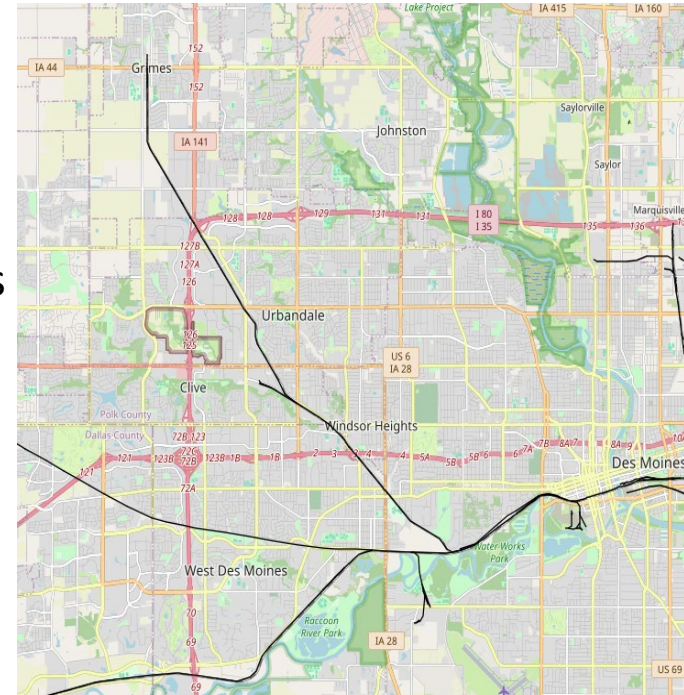 Lake Project
IA 415
IA 160
152
IA 44
Grimes
152
Saylorville
Johnston
IA 141
Saylor
Marquisville
128
128
129
131
131
I 80
I 35
135
136
127B
127A
126
S
Urbandale
126
125
US 6
IA 28
Clive
Polk County
Dallas County
Windsor Heights
72B
123
7B
8A
7
8A
9
72C
72B
121
121
123B
123B
1B
1B
2
3
3
4
4
5A
5B
5B
6
6
7A
Des Moines
72A
Water Works
Park
West Des Moines
70
Raccoon
River Park
69
IA 28
US 69
69